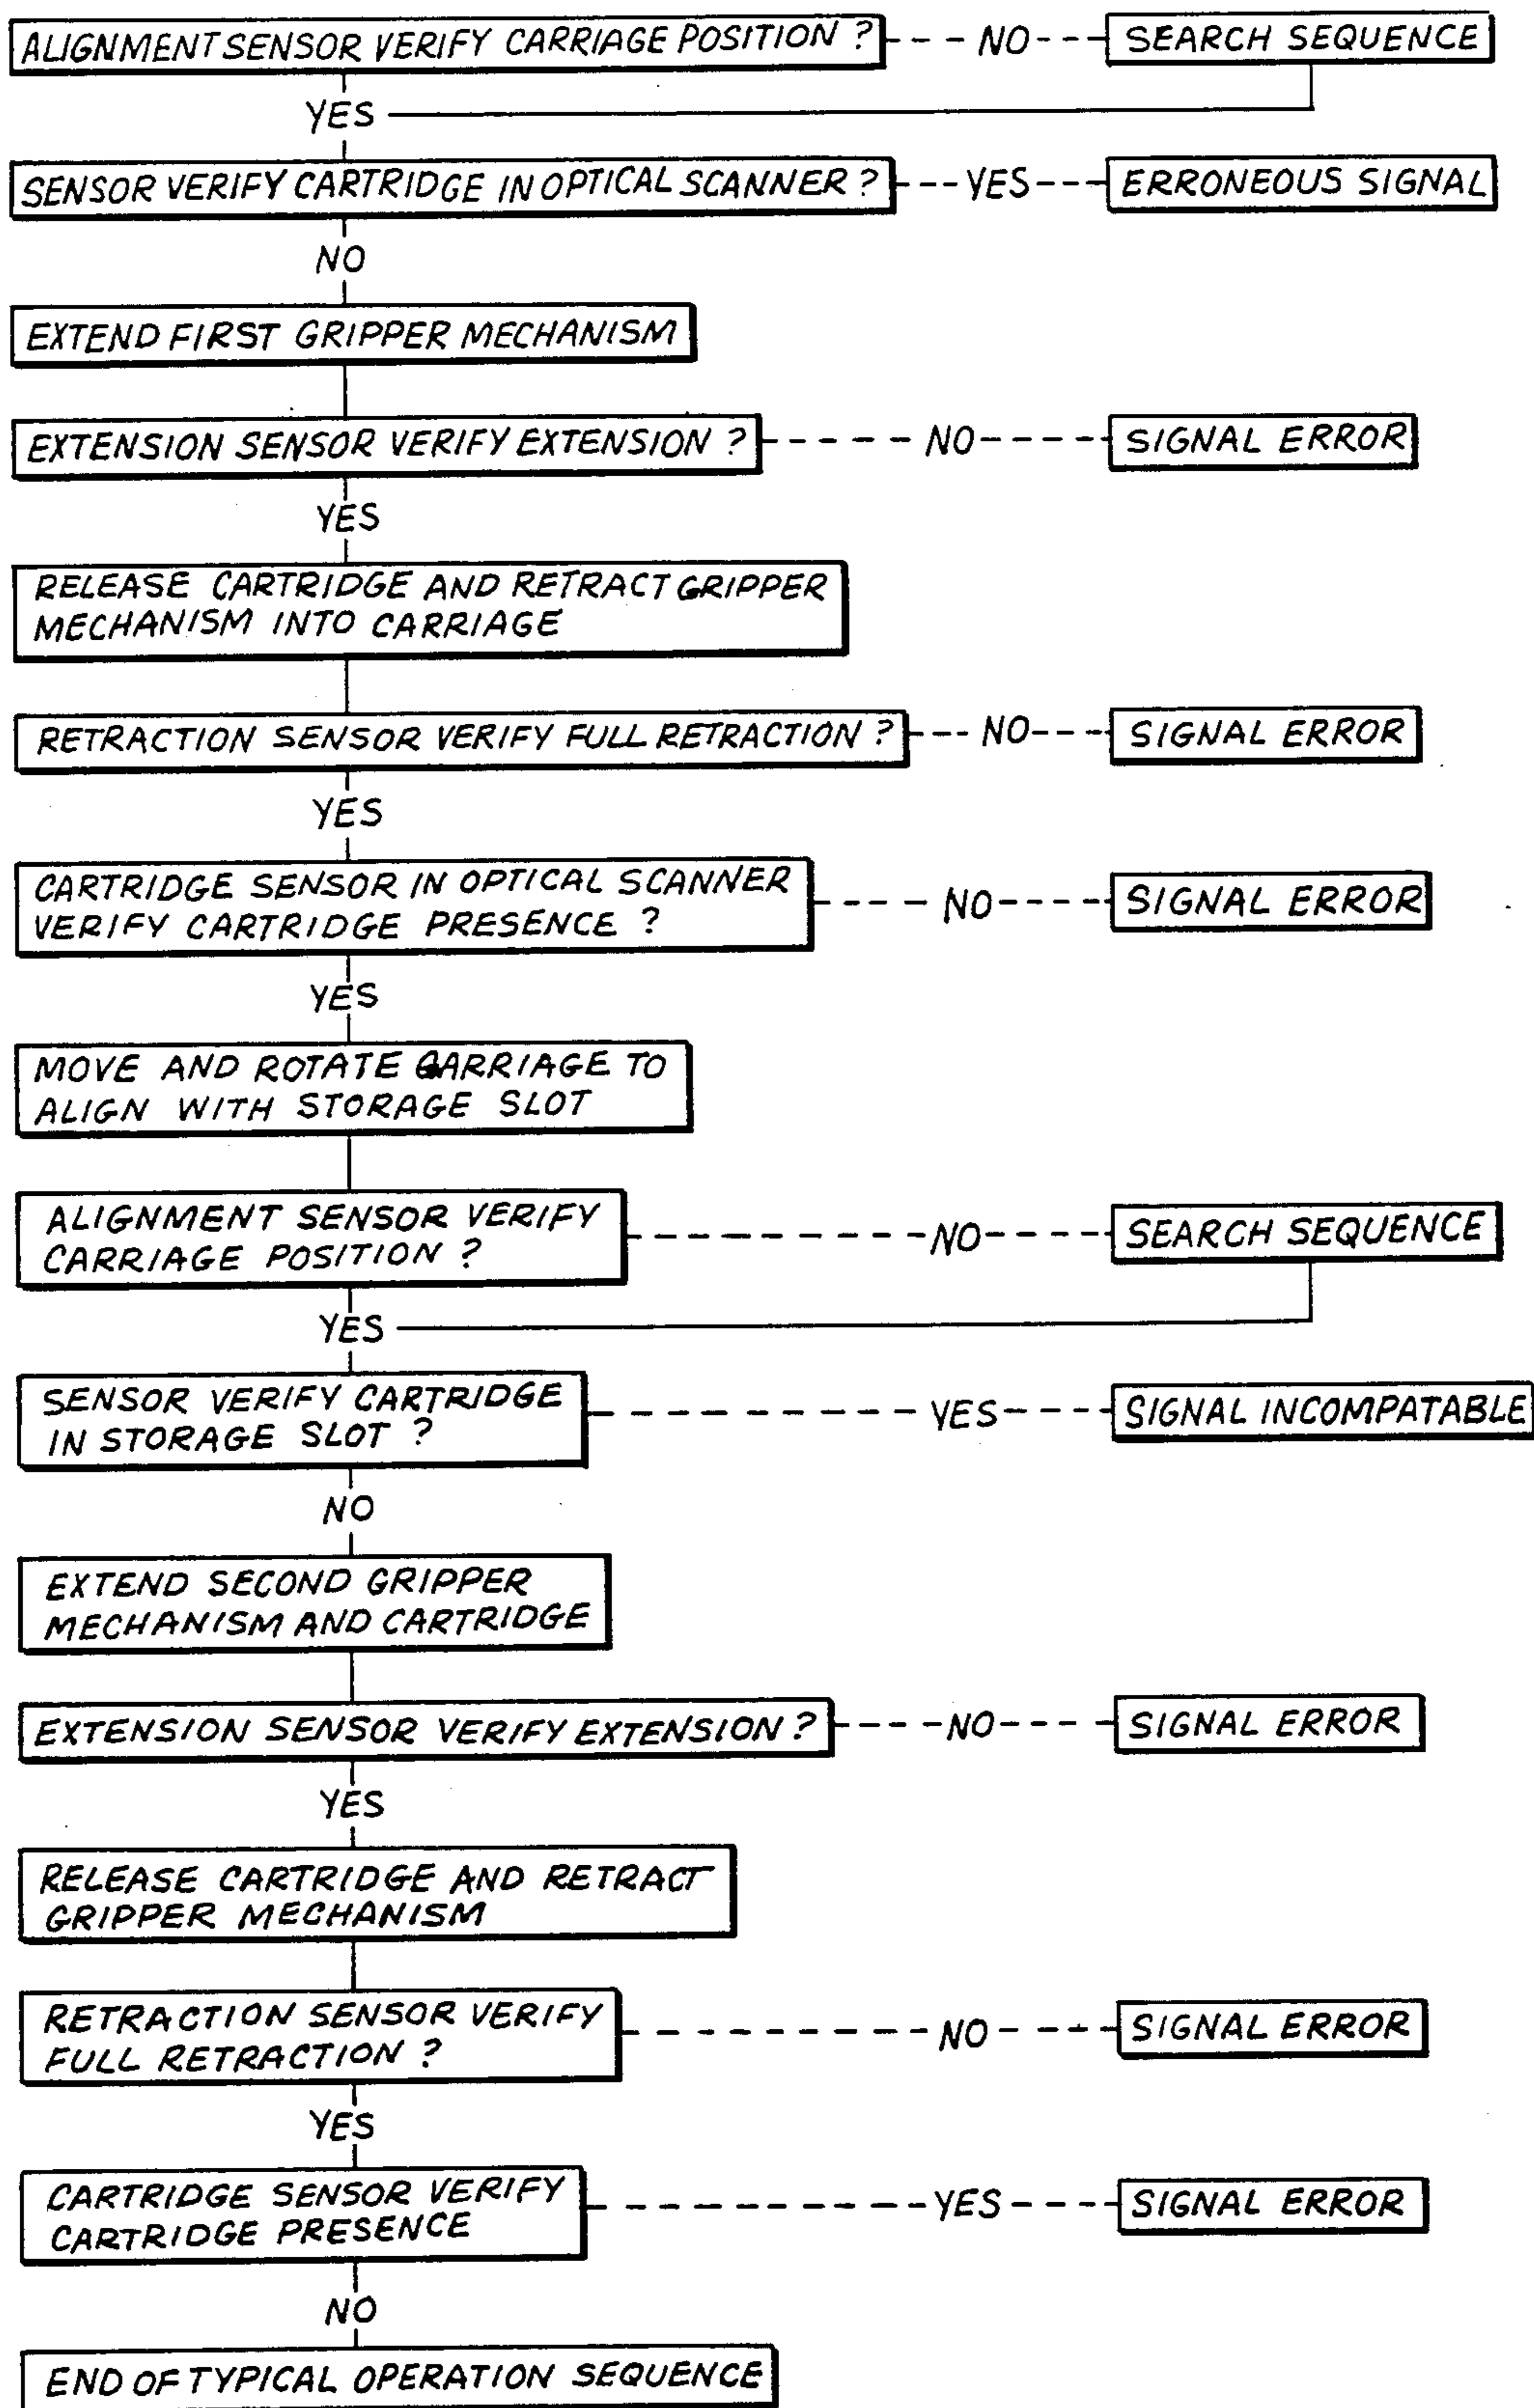 ALIGNMENT SENSOR VERIFY CARRIAGE POSITION ?
NO
SEARCH SEQUENCE
YES
SENSOR VERIFY CARTRIDGE IN OPTICAL SCANNER ?
YES
ERRONEOUS SIGNAL
NO
EXTEND FIRST GRIPPER MECHANISM
EXTENSION SENSOR VERIFY EXTENSION ?
NO
SIGNAL ERROR
YES
RELEASE CARTRIDGE AND RETRACT GRIPPER
MECHANISM INTO CARRIAGE
RETRACTION SENSOR VERIFY FULL RETRACTION ?
NO
SIGNAL ERROR
YES
CARTRIDGE SENSOR IN OPTICAL SCANNER
VERIFY CARTRIDGE PRESENCE ?
NO
SIGNAL ERROR
YES
MOVE AND ROTATE CARRIAGE TO
ALIGN WITH STORAGE SLOT
ALIGNMENT SENSOR VERIFY
CARRIAGE POSITION ?
NO
SEARCH SEQUENCE
YES
SENSOR VERIFY CARTRIDGE
IN STORAGE SLOT ?
YES
SIGNAL INCOMPATABLE
NO
EXTEND SECOND GRIPPER
MECHANISM AND CARTRIDGE
EXTENSION SENSOR VERIFY EXTENSION ?
NO
SIGNAL ERROR
YES
RELEASE CARTRIDGE AND RETRACT
GRIPPER MECHANISM
RETRACTION SENSOR VERIFY
FULL RETRACTION ?
NO
SIGNAL ERROR
YES
CARTRIDGE SENSOR VERIFY
CARTRIDGE PRESENCE
YES
SIGNAL ERROR
NO
END OF TYPICAL OPERATION SEQUENCE